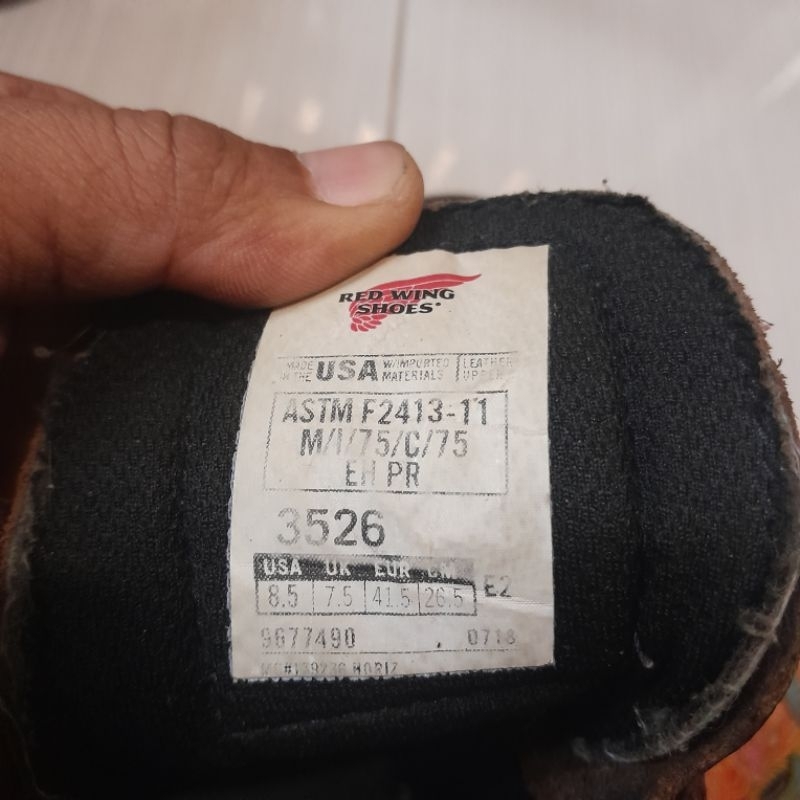 RED WING
SHOES
MADE IN THE USA W/IMPORTED MATERIALS LEATHER UPPER
ASTM F2413-11
M/I/75/C/75
EH PR
3526
USA UK EUR CM
8.5 7.5 41.5 26.5 E2
9677490 0718